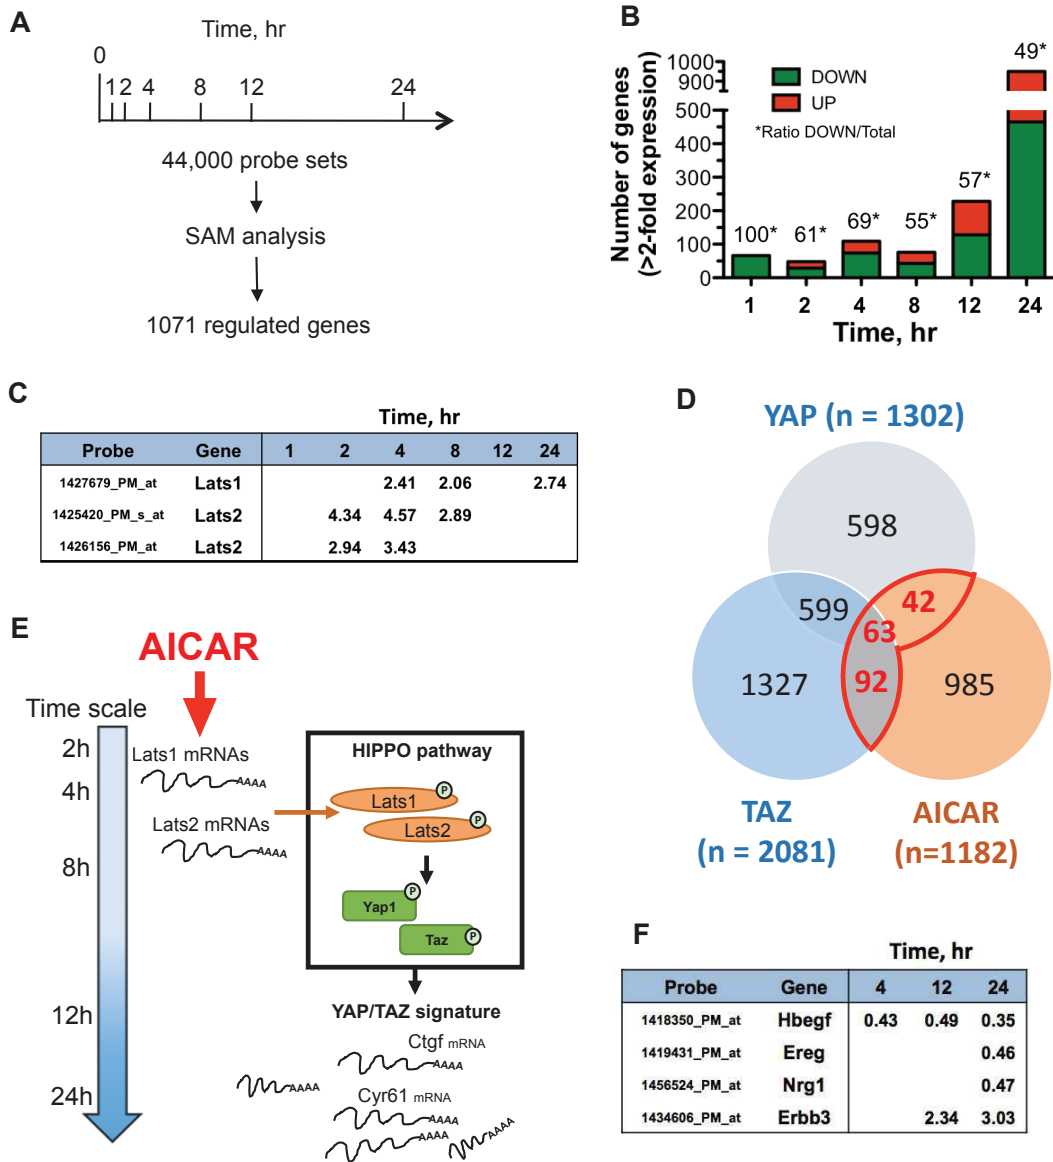 A
Time, hr
0
1 2 4 8 12 24
44,000 probe sets
SAM analysis
1071 regulated genes
B
Number of genes
(>2-fold expression)
1000
900
500
400
300
200
100
0
DOWN
UP
*Ratio DOWN/Total
100* 61* 69* 55* 57* 49*
1 2 4 8 12 24
Time, hr
C
Time, hr
Probe Gene 1 2 4 8 12 24
1427679_PM_at Lats1 2.41 2.06 2.74
1425420_PM_s_at Lats2 4.34 4.57 2.89
1426156_PM_at Lats2 2.94 3.43
D
YAP (n = 1302)
598
599 42
63
1327 92 985
TAZ
(n = 2081)
AICAR
(n=1182)
E
AICAR
Time scale
2h
4h
8h
12h
24h
Lats1 mRNAs
AAAA
Lats2 mRNAs
AAAA
HIPPO pathway
Lats1 P
Lats2 P
Yap1 P
Taz P
YAP/TAZ signature
Ctgf mRNA
AAAA
AAAA
Cyr61 mRNA
AAAA
AAAA
AAAA
F
Time, hr
Probe Gene 4 12 24
1418350_PM_at Hbegf 0.43 0.49 0.35
1419431_PM_at Ereg 0.46
1456524_PM_at Nrg1 0.47
1434606_PM_at Erbb3 2.34 3.03